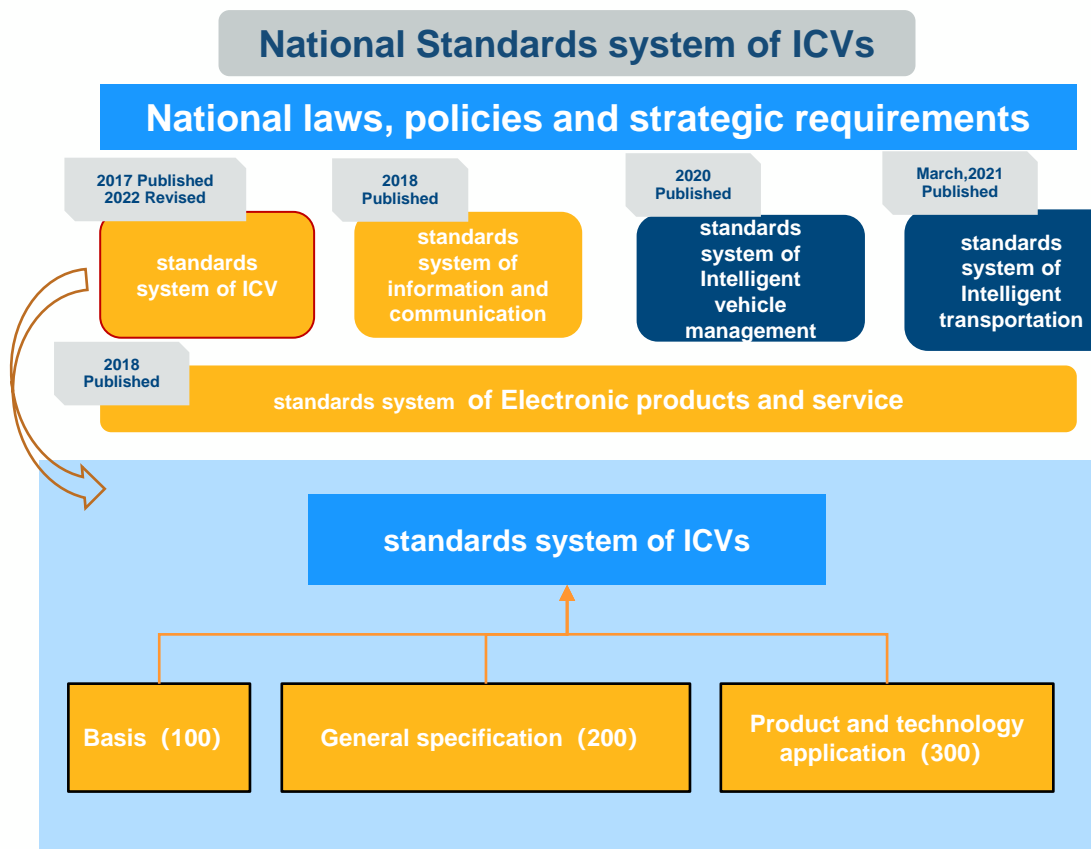 National Standards system of ICVs
National laws, policies and strategic requirements
2017 Published
2022 Revised
2018
Published
2020
Published
March,2021
Published
standards
system of ICV
standards
system of
information and
communication
standards
system of
Intelligent
vehicle
management
standards
system of
Intelligent
transportation
2018
Published
standards system of Electronic products and service
standards system of ICVs
Basis（100）
General specification（200）
Product and technology
application（300）